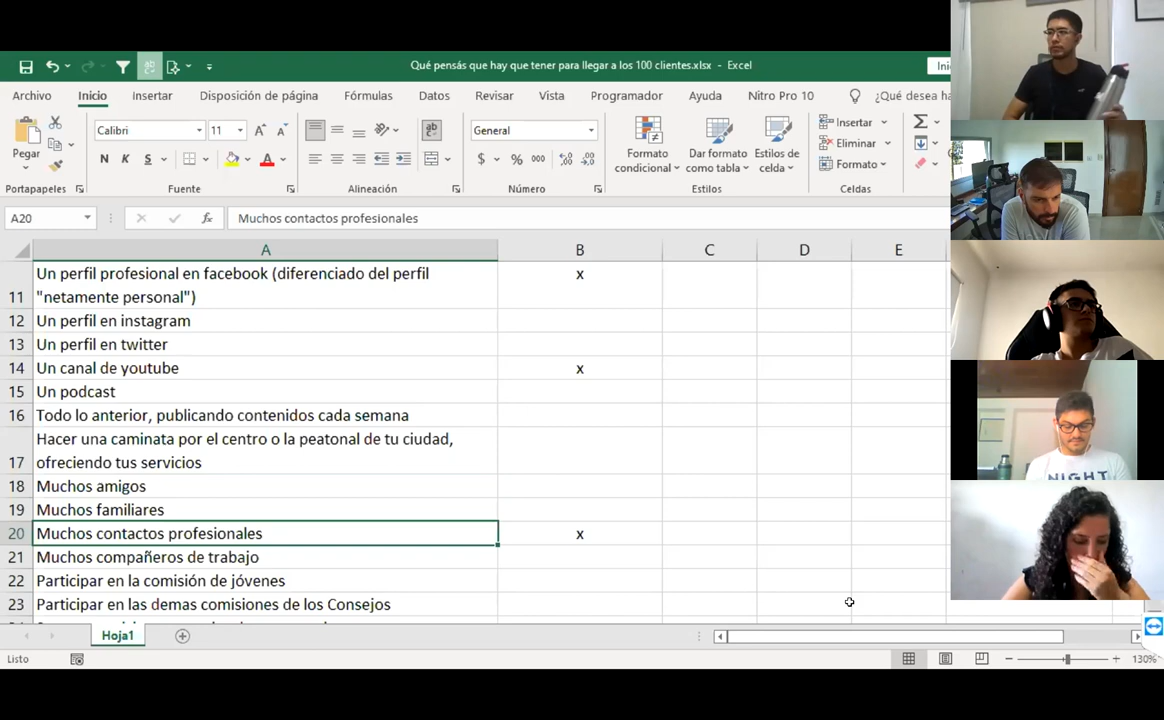 Qué pensás que hay que tener para llegar a los 100 clientes.xlsx - Excel
Archivo Inicio Insertar Disposición de página Fórmulas Datos Revisar Vista Programador Ayuda Nitro Pro 10 ¿Qué desea
Calibri 11 General Insertar
Eliminar
Pegar N K S $ % 000 Formato condicional Dar formato como tabla Estilos de celda Formato
Portapapeles Fuente Alineación Número Estilos Celdas
A20 fx Muchos contactos profesionales
A B C D E
Un perfil profesional en facebook (diferenciado del perfil x
11 "netamente personal")
12 Un perfil en instagram
13 Un perfil en twitter
14 Un canal de youtube x
15 Un podcast
16 Todo lo anterior, publicando contenidos cada semana
Hacer una caminata por el centro o la peatonal de tu ciudad,
17 ofreciendo tus servicios
18 Muchos amigos
19 Muchos familiares
20 Muchos contactos profesionales x
21 Muchos compañeros de trabajo
22 Participar en la comisión de jóvenes
23 Participar en las demas comisiones de los Consejos
Hoja1
Listo 130%
NIGHT